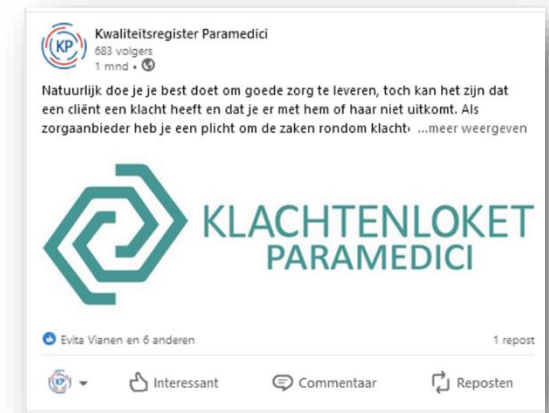 KP
Kwaliteitsregister Paramedici
683 volgers
1 mnd •
Natuurlijk doe je je best doet om goede zorg te leveren, toch kan het zijn dat
een cliënt een klacht heeft en dat je er met hem of haar niet uitkomt. Als
zorgaanbieder heb je een plicht om de zaken rondom klacht ...meer weergeven
KLACHTENLOKET
PARAMEDICI
Evita Vianen en 6 anderen
1 repost
KP
Interessant
Commentaar
Reposten